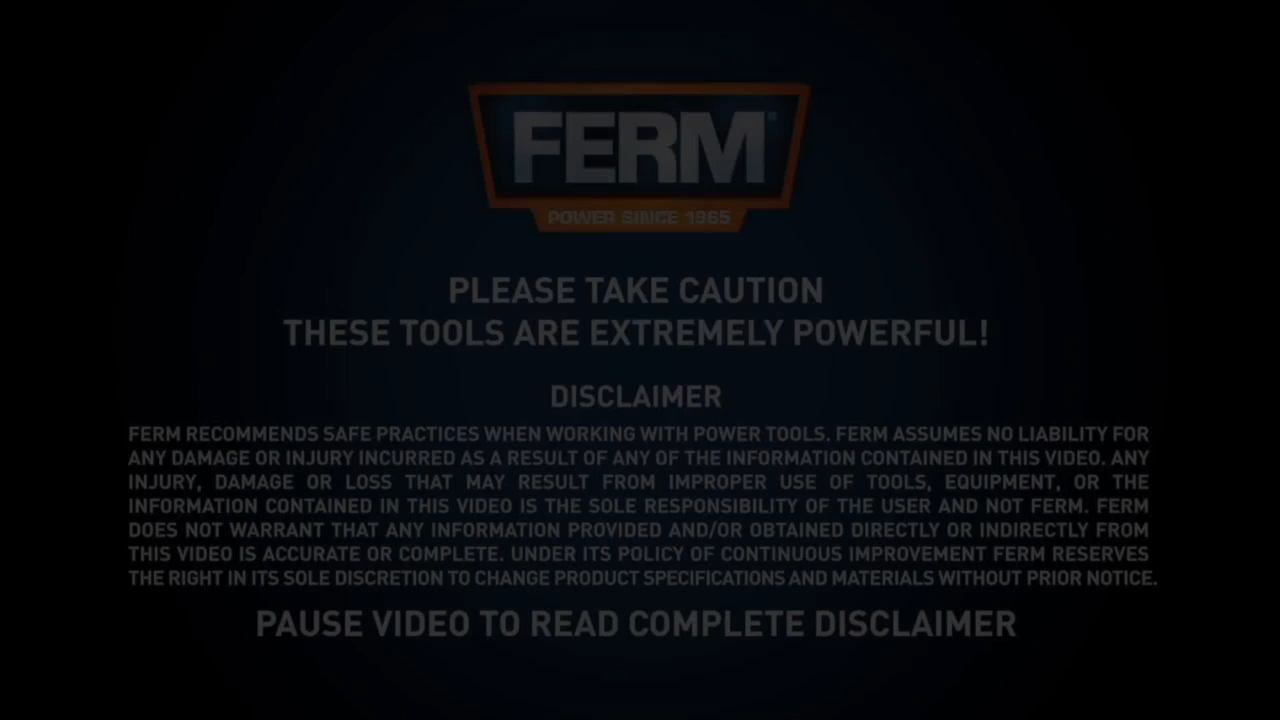 FERM®
POWER SINCE 1965
PLEASE TAKE CAUTION
THESE TOOLS ARE EXTREMELY POWERFUL!
DISCLAIMER
FERM RECOMMENDS SAFE PRACTICES WHEN WORKING WITH POWER TOOLS. FERM ASSUMES NO LIABILITY FOR
ANY DAMAGE OR INJURY INCURRED AS A RESULT OF ANY OF THE INFORMATION CONTAINED IN THIS VIDEO. ANY
INJURY, DAMAGE OR LOSS THAT MAY RESULT FROM IMPROPER USE OF TOOLS, EQUIPMENT, OR THE
INFORMATION CONTAINED IN THIS VIDEO IS THE SOLE RESPONSIBILITY OF THE USER AND NOT FERM. FERM
DOES NOT WARRANT THAT ANY INFORMATION PROVIDED AND/OR OBTAINED DIRECTLY OR INDIRECTLY FROM
THIS VIDEO IS ACCURATE OR COMPLETE. UNDER ITS POLICY OF CONTINUOUS IMPROVEMENT FERM RESERVES
THE RIGHT IN ITS SOLE DISCRETION TO CHANGE PRODUCT SPECIFICATIONS AND MATERIALS WITHOUT PRIOR NOTICE.
PAUSE VIDEO TO READ COMPLETE DISCLAIMER